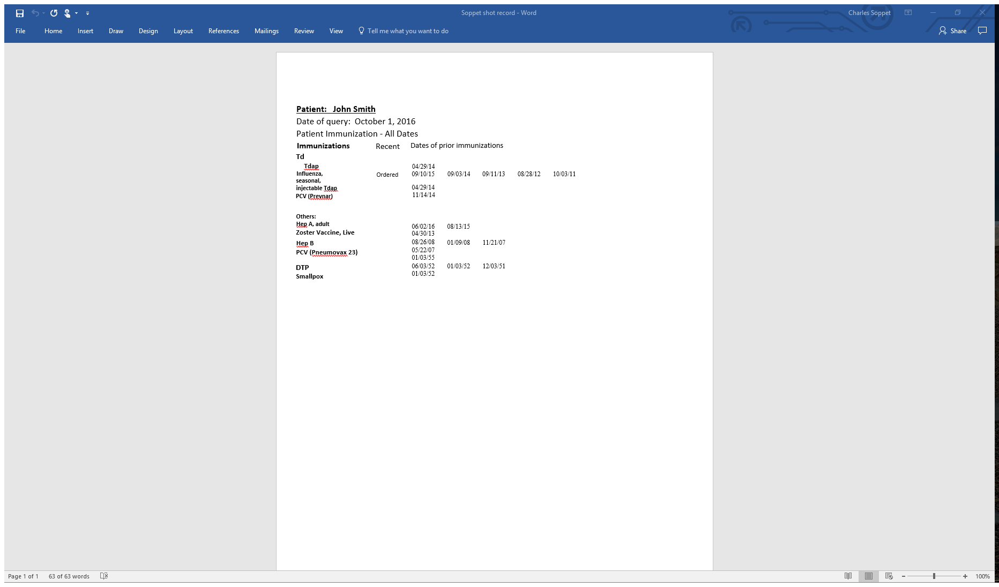 Soppet shot record - Word
Charles Soppet
File Home Insert Draw Design Layout References Mailings Review View Tell me what you want to do Share
Patient: John Smith
Date of query: October 1, 2016
Patient Immunization - All Dates
Immunizations Recent Dates of prior immunizations
Td
Tdap 04/29/14
Influenza, Ordered 09/10/15 09/03/14 09/11/13 08/28/12 10/03/11
seasonal,
injectable Tdap 04/29/14
PCV (Prevnar) 11/14/14
Others:
Hep A, adult 06/02/16 08/13/15
Zoster Vaccine, Live 04/30/13
Hep B 08/26/08 01/09/08 11/21/07
PCV (Pneumovax 23) 05/22/07
01/03/55
DTP 06/03/52 01/03/52 12/03/51
Smallpox 01/03/52
Page 1 of 1 63 of 63 words 100%